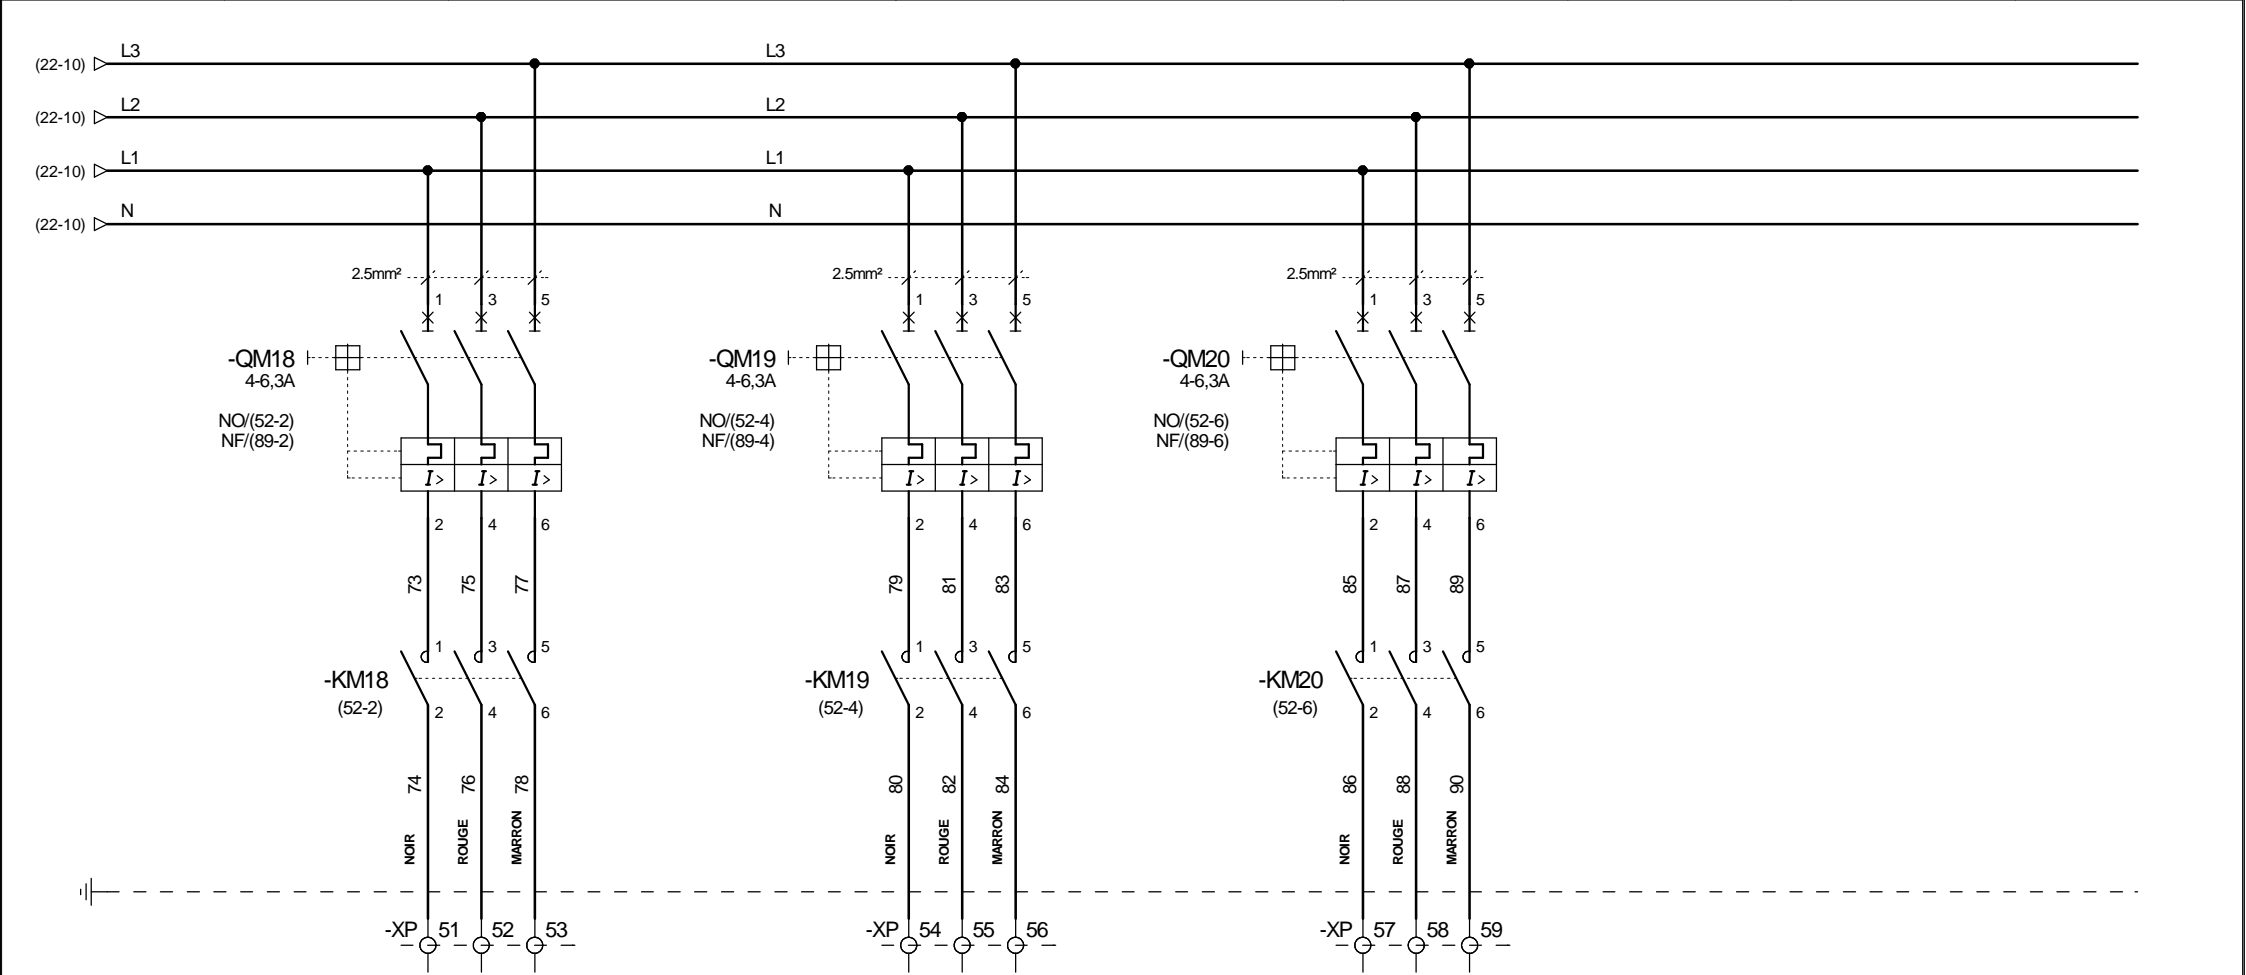 L3 L3
(22-10)
L2 L2
(22-10)
L1 L1
(22-10)
N N
(22-10)
2.5mm² 2.5mm² 2.5mm²
1 3 5 1 3 5 1 3 5
-QM18 -QM19 -QM20
4-6,3A 4-6,3A 4-6,3A
NO/(52-2) NO/(52-4) NO/(52-6)
NF/(89-2) NF/(89-4) NF/(89-6)
I> I> I> I> I> I> I> I> I>
2 4 6 2 4 6 2 4 6
73 75 77 79 81 83 85 87 89
1 3 5 1 3 5 1 3 5
-KM18 -KM19 -KM20
(52-2) (52-4) (52-6)
2 4 6 2 4 6 2 4 6
74 76 78 80 82 84 86 88 90
NOIR ROUGE MARRON NOIR ROUGE MARRON NOIR ROUGE MARRON
-XP 51 52 53 -XP 54 55 56 -XP 57 58 59